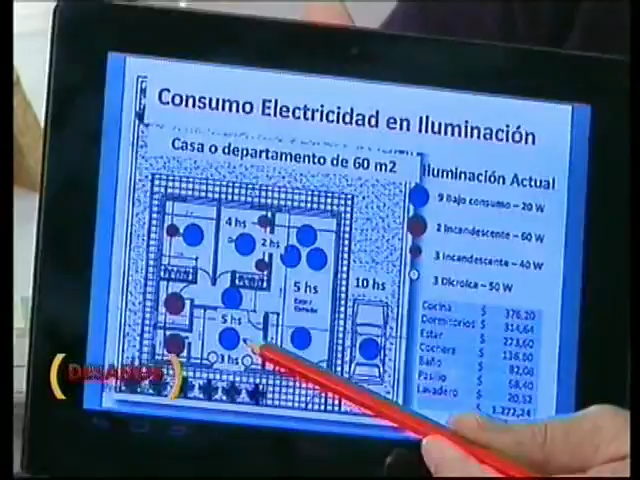 Consumo Electricidad en Iluminación
Casa o departamento de 60 m2
Iluminación Actual
9 Bajo consumo – 20 W
2 Incandescente – 60 W
3 Incandescente – 40 W
3 Dicroica – 50 W
4 hs
2 hs
5 hs
10 hs
5 hs
3 hs
Cocina $ 376,20
Dormitorios $ 314,64
Estar $ 273,60
Cochera $ 136,80
Baño $ 82,08
Pasillo $ 68,40
Lavadero $ 20,52
$ 1.272,24